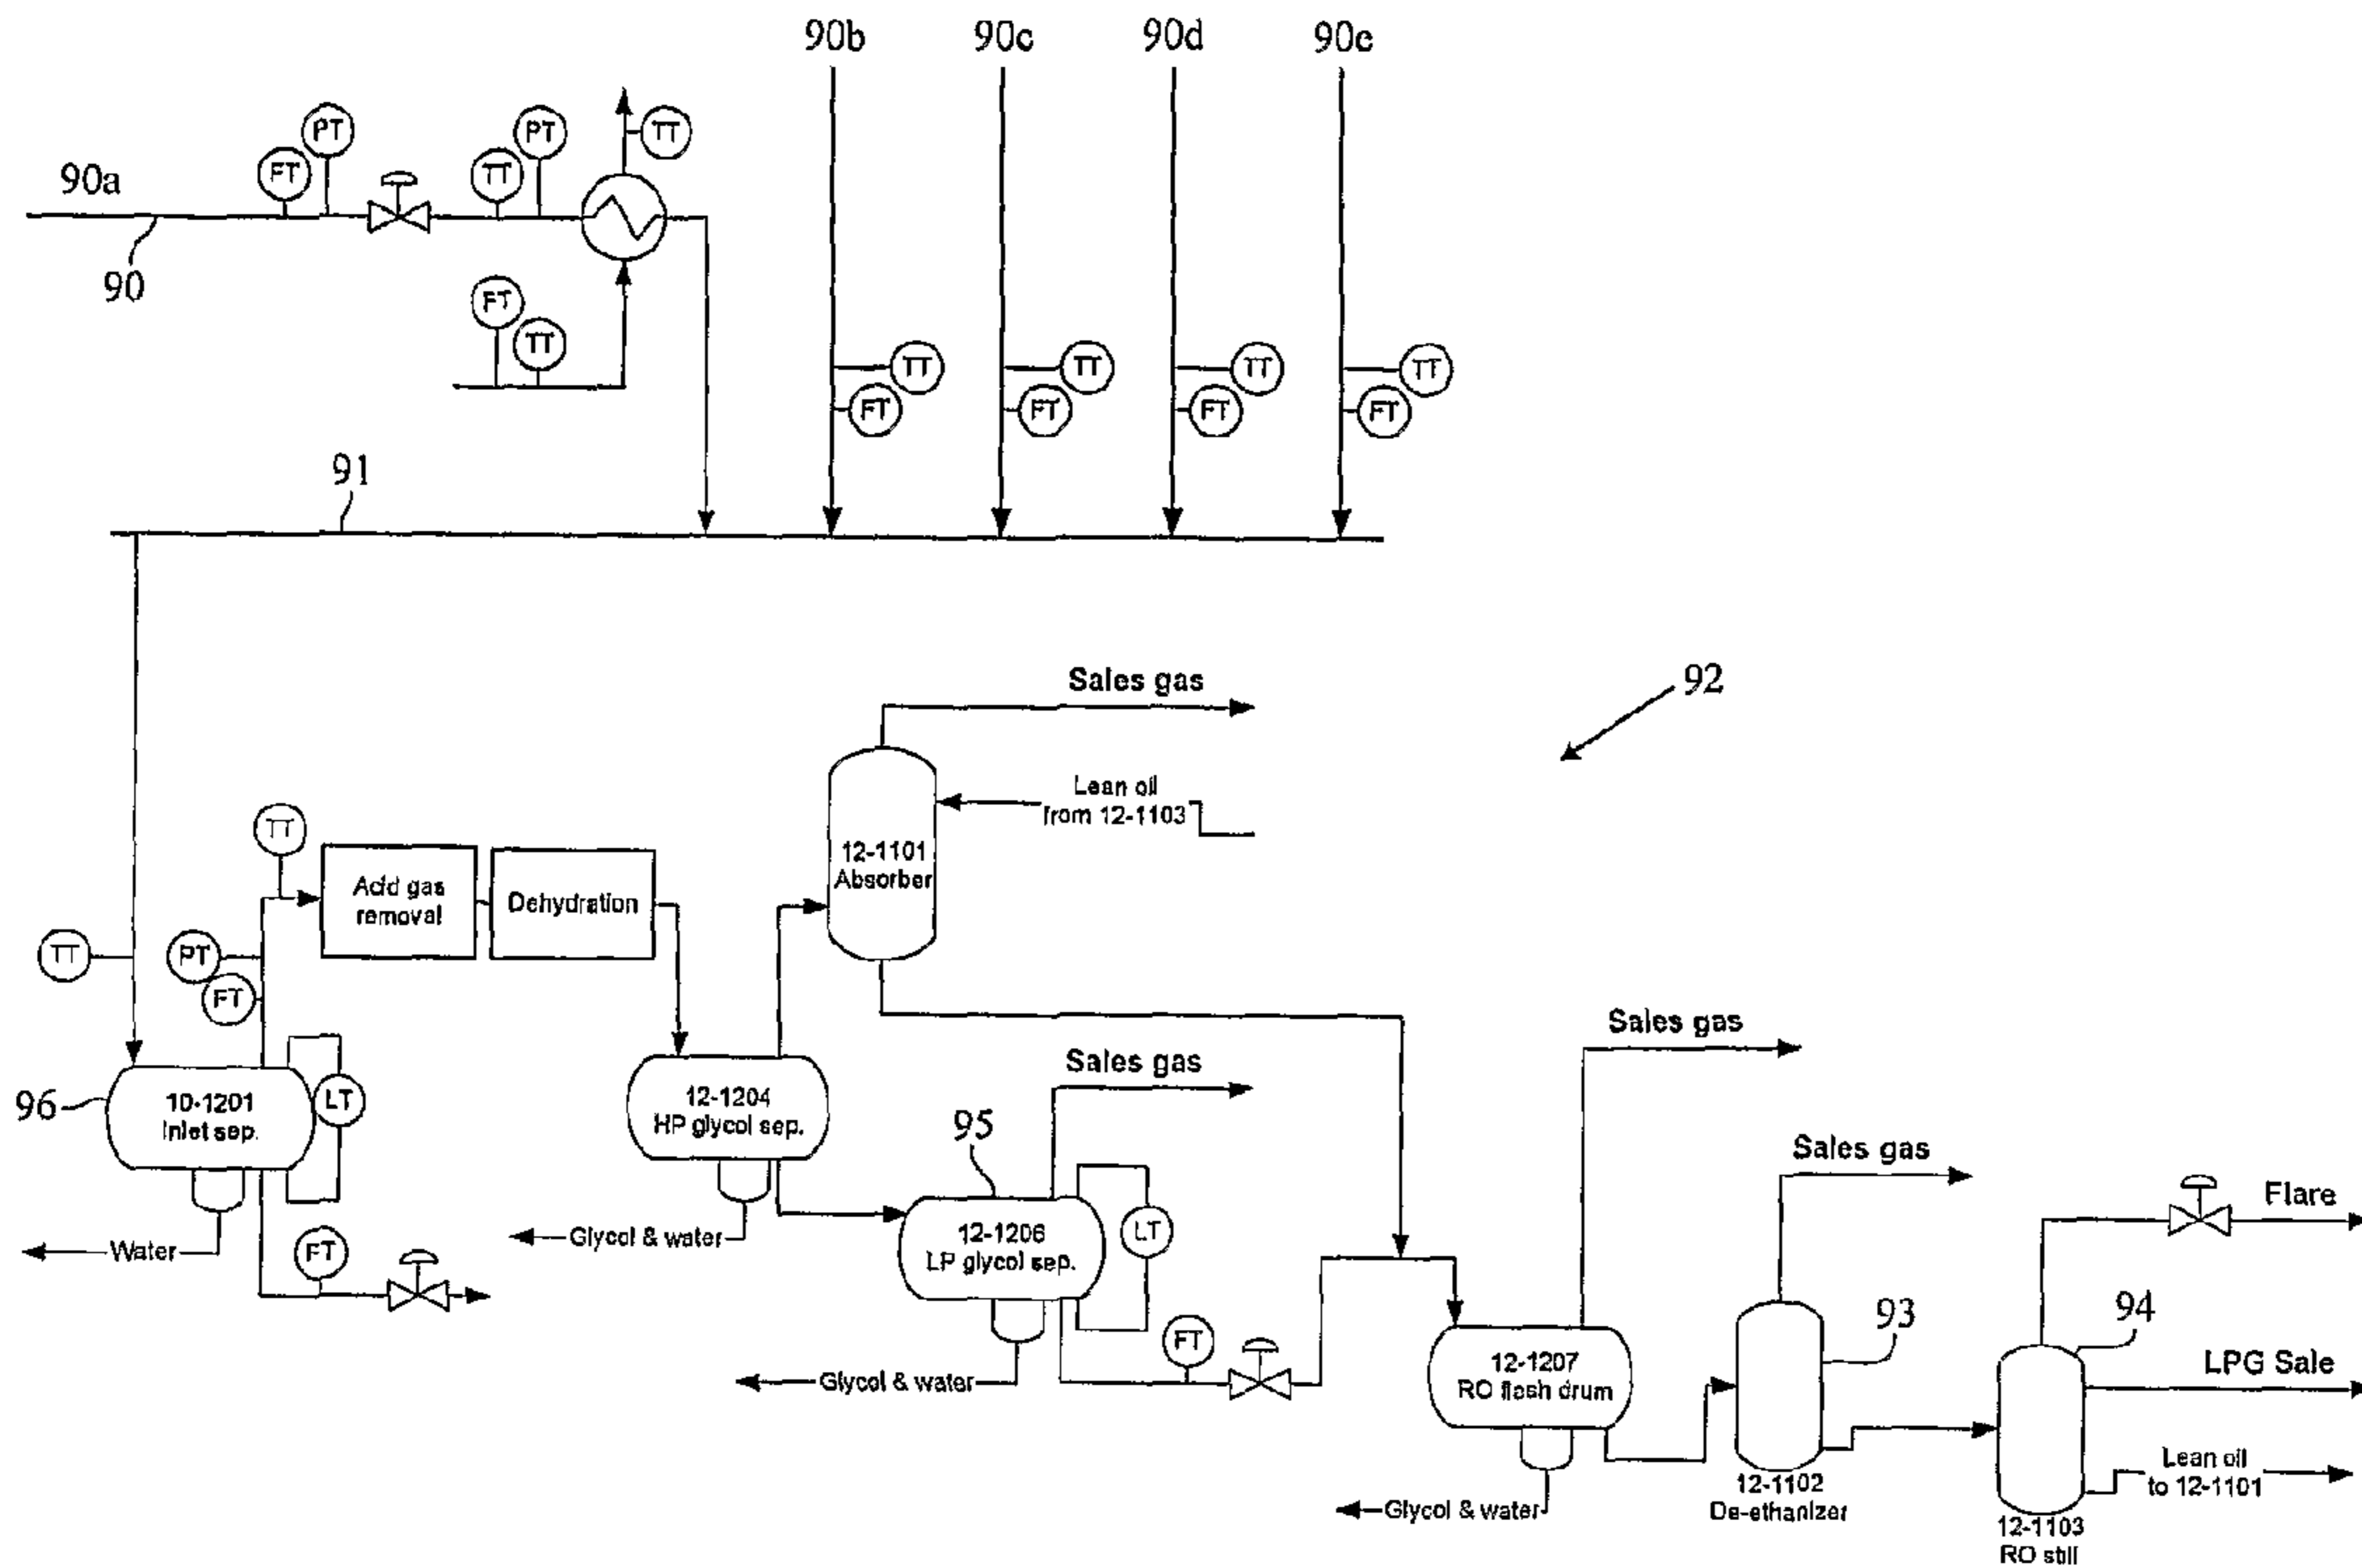 90b
90c
90d
90e
PT
PT
TT
FT
TT
90a
90
FT
TT
TT
TT
TT
TT
FT
FT
FT
FT
91
92
Sales gas
Lean oil
from 12-1103
TT
12-1101
Absorber
Acid gas
removal
Dehydration
TT
PT
FT
Sales gas
Sales gas
96
10-1201
Inlet sep.
LT
12-1204
HP glycol sep.
95
Sales gas
Water
FT
Glycol & water
12-1206
LP glycol sep.
LT
Flare
FT
93
94
12-1207
RO flash drum
LPG Sale
Glycol & water
Lean oil
to 12-1101
12-1102
De-ethanizer
Glycol & water
12-1103
RO still